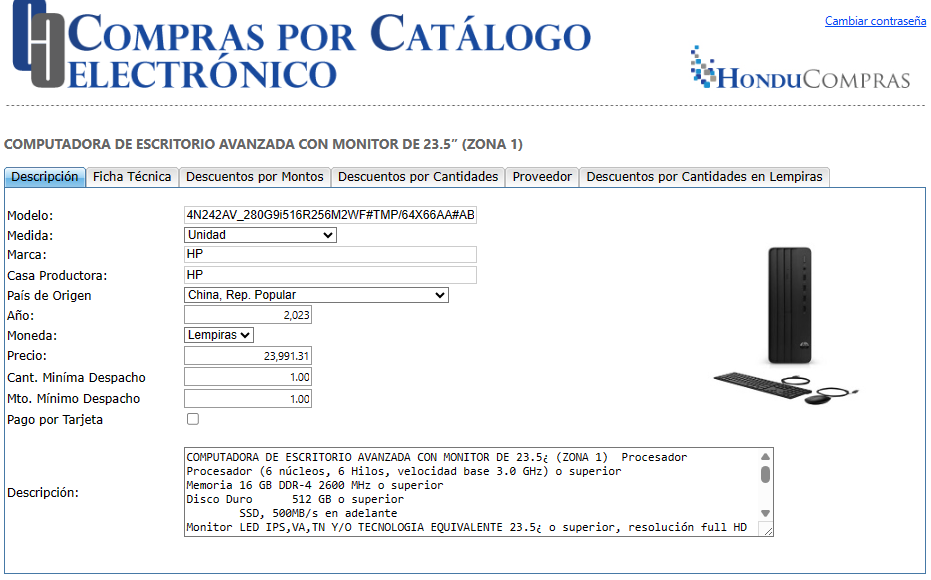 COMPRAS POR CATÁLOGO
ELECTRÓNICO
Cambiar contraseña
HONDUCOMPRAS
COMPUTADORA DE ESCRITORIO AVANZADA CON MONITOR DE 23.5” (ZONA 1)
Descripción Ficha Técnica Descuentos por Montos Descuentos por Cantidades Proveedor Descuentos por Cantidades en Lempiras
Modelo: 4N242AV_280G9i516R256M2WF#TMP/64X66AA#AB
Medida: Unidad
Marca: HP
Casa Productora: HP
País de Origen China, Rep. Popular
Año: 2,023
Moneda: Lempiras
Precio: 23,991.31
Cant. Miníma Despacho 1.00
Mto. Mínimo Despacho 1.00
Pago por Tarjeta
Descripción:
COMPUTADORA DE ESCRITORIO AVANZADA CON MONITOR DE 23.5¿ (ZONA 1) Procesador
Procesador (6 núcleos, 6 Hilos, velocidad base 3.0 GHz) o superior
Memoria 16 GB DDR-4 2600 MHz o superior
Disco Duro 512 GB o superior
SSD, 500MB/s en adelante
Monitor LED IPS,VA,TN Y/O TECNOLOGIA EQUIVALENTE 23.5¿ o superior, resolución full HD